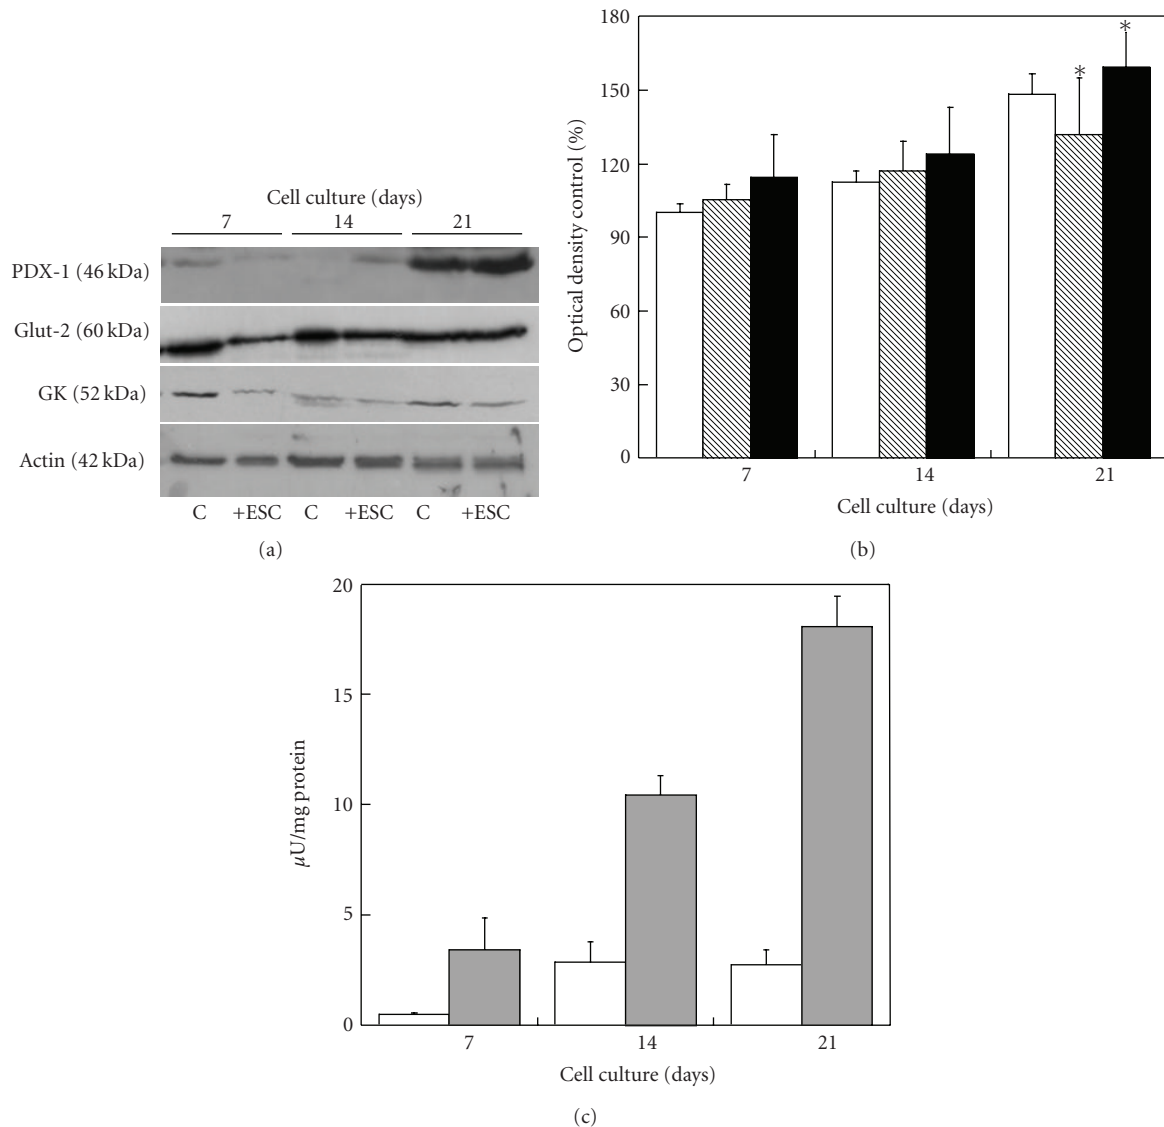 Cell culture (days)
7 14 21
PDX-1 (46 kDa)
Glut-2 (60 kDa)
GK (52 kDa)
Actin (42 kDa)
C +ESC C +ESC C +ESC
(a)
180
150
120
90
60
30
0
Optical density control (%)
* *
7 14 21
Cell culture (days)
(b)
20
15
10
5
0
μU/mg protein
7 14 21
Cell culture (days)
(c)